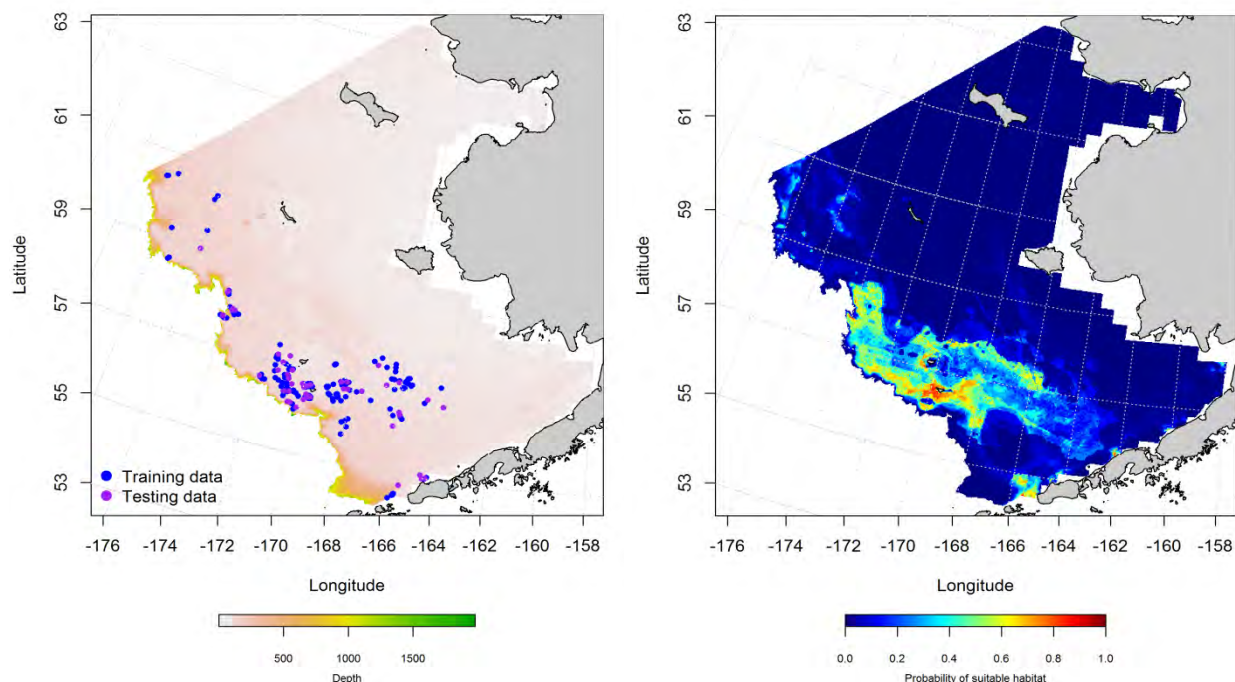 63
61
59
57
55
53
Latitude
Training data
Testing data
-176 -174 -172 -170 -168 -166 -164 -162 -160 -158
Longitude
500 1000 1500
Depth
63
61
59
57
55
53
Latitude
-176 -174 -172 -170 -168 -166 -164 -162 -160 -158
Longitude
0.0 0.2 0.4 0.6 0.8 1.0
Probability of suitable habitat